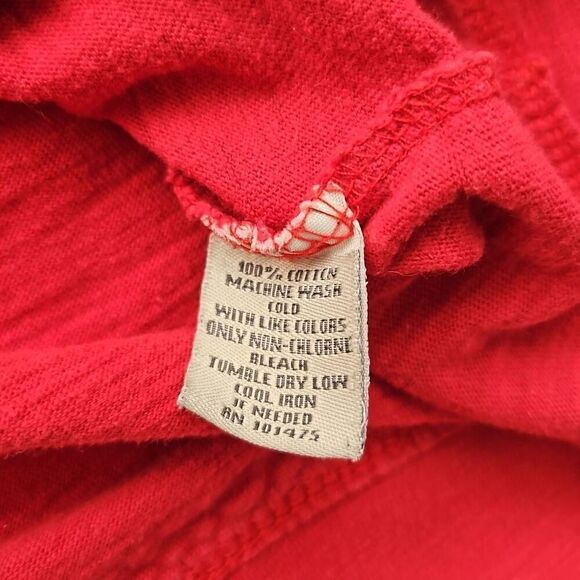 100% COTTON
MACHINE WASH
COLD
WITH LIKE COLORS
ONLY NON-CHLORNE
BLEACH
TUMBLE DRY LOW
COOL IRON
IF NEEDED
RN 101475